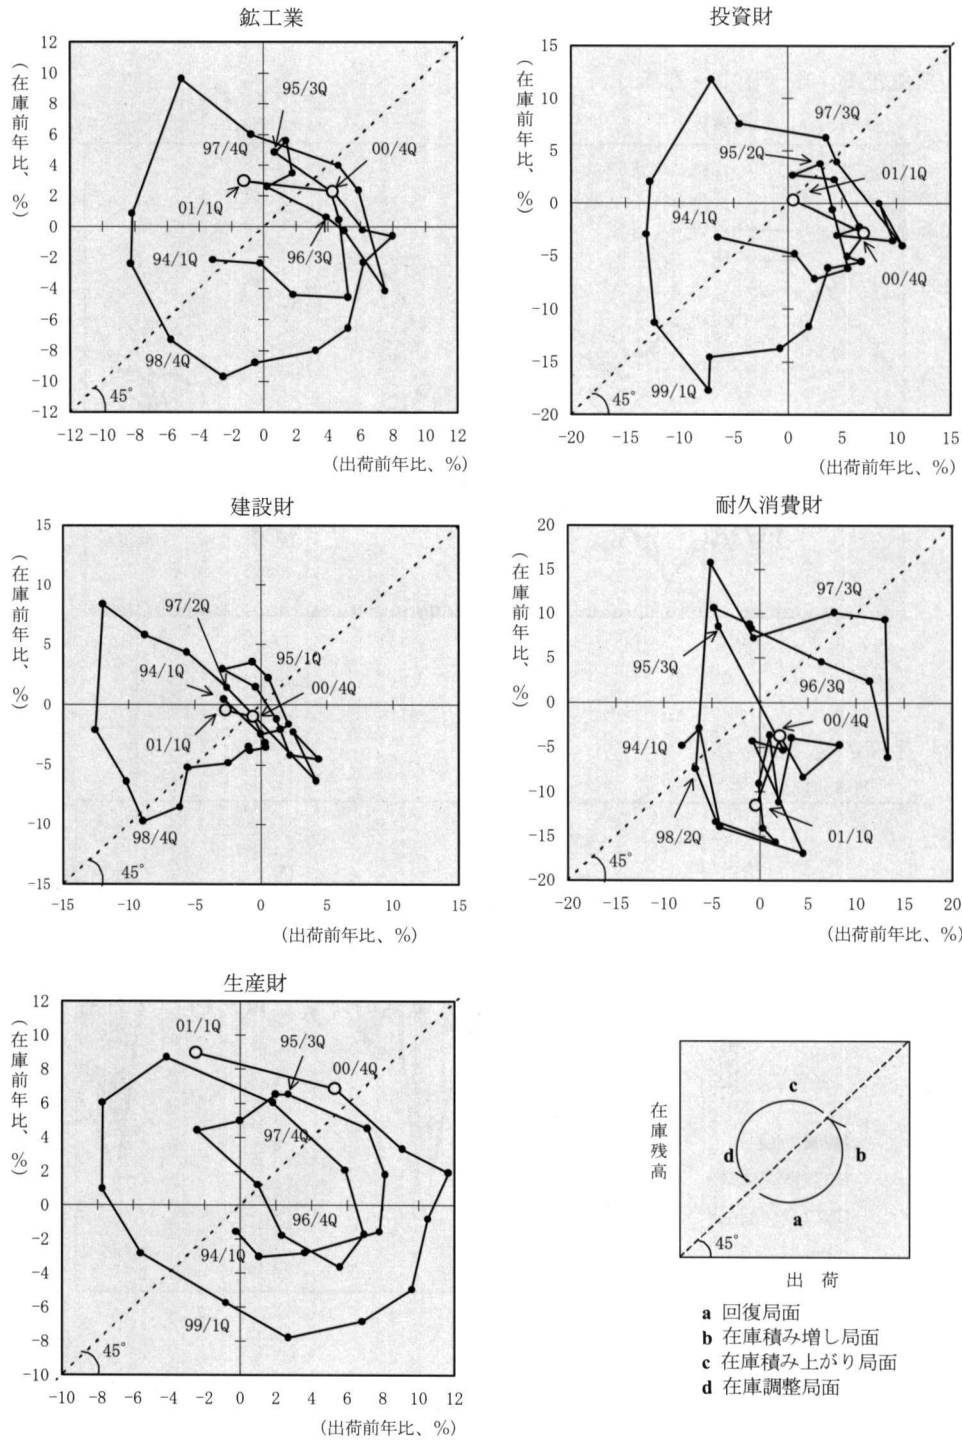 鉱工業
(在庫前年比、%)
12
10
8
6
4
2
0
-2
-4
-6
-8
-10
-12
95/3Q
97/4Q
00/4Q
01/1Q
94/1Q
96/3Q
98/4Q
45°
-12 -10 -8 -6 -4 -2 0 2 4 6 8 10 12
(出荷前年比、%)
投資財
(在庫前年比、%)
15
10
5
0
-5
-10
-15
-20
97/3Q
95/2Q
01/1Q
94/1Q
00/4Q
99/1Q
45°
-20 -15 -10 -5 0 5 10 15
(出荷前年比、%)
建設財
(在庫前年比、%)
15
10
5
0
-5
-10
-15
97/2Q
94/1Q
95/1Q
00/4Q
01/1Q
98/4Q
45°
-15 -10 -5 0 5 10 15
(出荷前年比、%)
耐久消費財
(在庫前年比、%)
20
15
10
5
0
-5
-10
-15
-20
97/3Q
95/3Q
96/3Q
00/4Q
94/1Q
98/2Q
01/1Q
45°
-20 -15 -10 -5 0 5 10 15 20
(出荷前年比、%)
生産財
(在庫前年比、%)
12
10
8
6
4
2
0
-2
-4
-6
-8
-10
01/1Q
95/3Q
00/4Q
97/4Q
96/4Q
94/1Q
99/1Q
45°
-10 -8 -6 -4 -2 0 2 4 6 8 10 12
(出荷前年比、%)
在庫残高
c
d
b
a
45°
出 荷
a 回復局面
b 在庫積み増し局面
c 在庫積み上がり局面
d 在庫調整局面